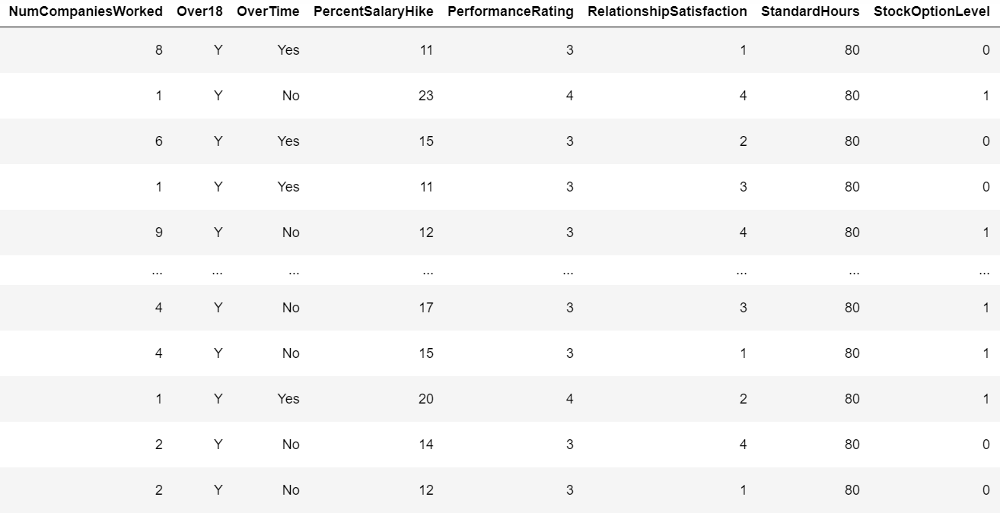 NumCompaniesWorked Over18 OverTime PercentSalaryHike PerformanceRating RelationshipSatisfaction StandardHours StockOptionLevel
8 Y Yes 11 3 1 80 0
1 Y No 23 4 4 80 1
6 Y Yes 15 3 2 80 0
1 Y Yes 11 3 3 80 0
9 Y No 12 3 4 80 1
... ... ... ... ... ... ... ...
4 Y No 17 3 3 80 1
4 Y No 15 3 1 80 1
1 Y Yes 20 4 2 80 1
2 Y No 14 3 4 80 0
2 Y No 12 3 1 80 0